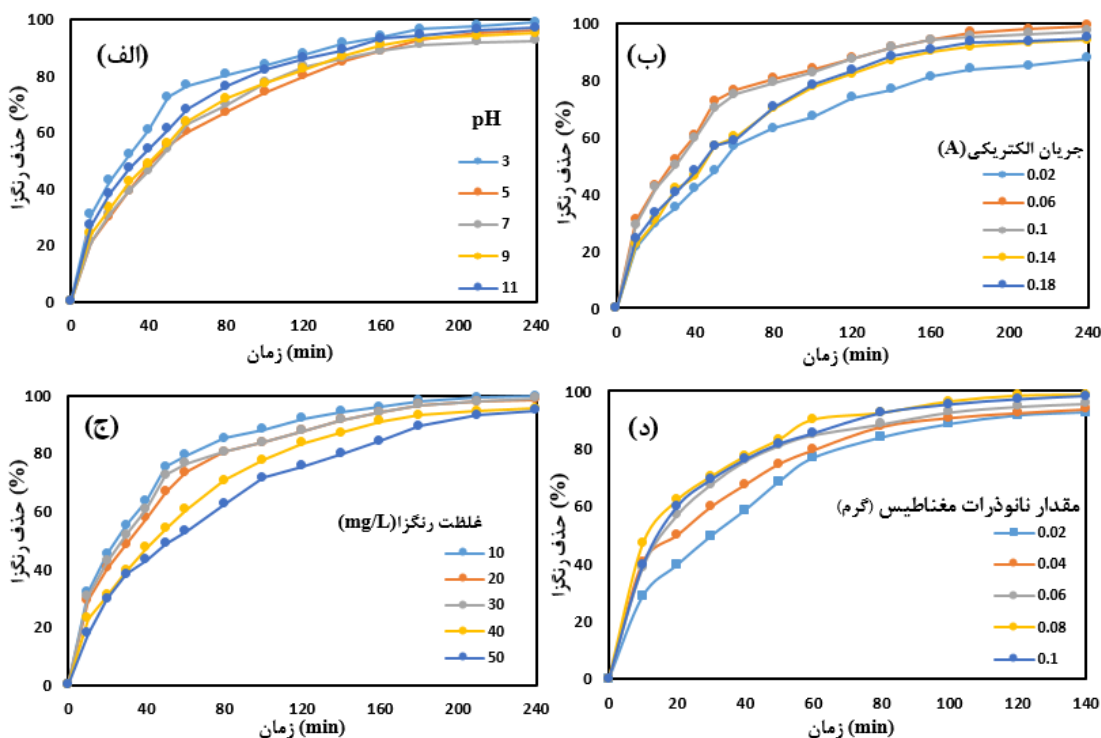 (الف)
حذف رنگزا (%)
100
80
60
40
20
0
pH
3
5
7
9
11
0 40 80 120 160 200 240
زمان (min)
(ب)
حذف رنگزا (%)
100
80
60
40
20
0
جریان الکتریکی(A)
0.02
0.06
0.1
0.14
0.18
0 40 80 120 160 200 240
زمان (min)
(ج)
حذف رنگزا (%)
100
80
60
40
20
0
غلظت رنگزا(mg/L)
10
20
30
40
50
0 40 80 120 160 200 240
زمان (min)
(د)
حذف رنگزا (%)
100
80
60
40
20
0
مقدار نانوذرات مغناطیس (گرم)
0.02
0.04
0.06
0.08
0.1
0 20 40 60 80 100 120 140
زمان (min)